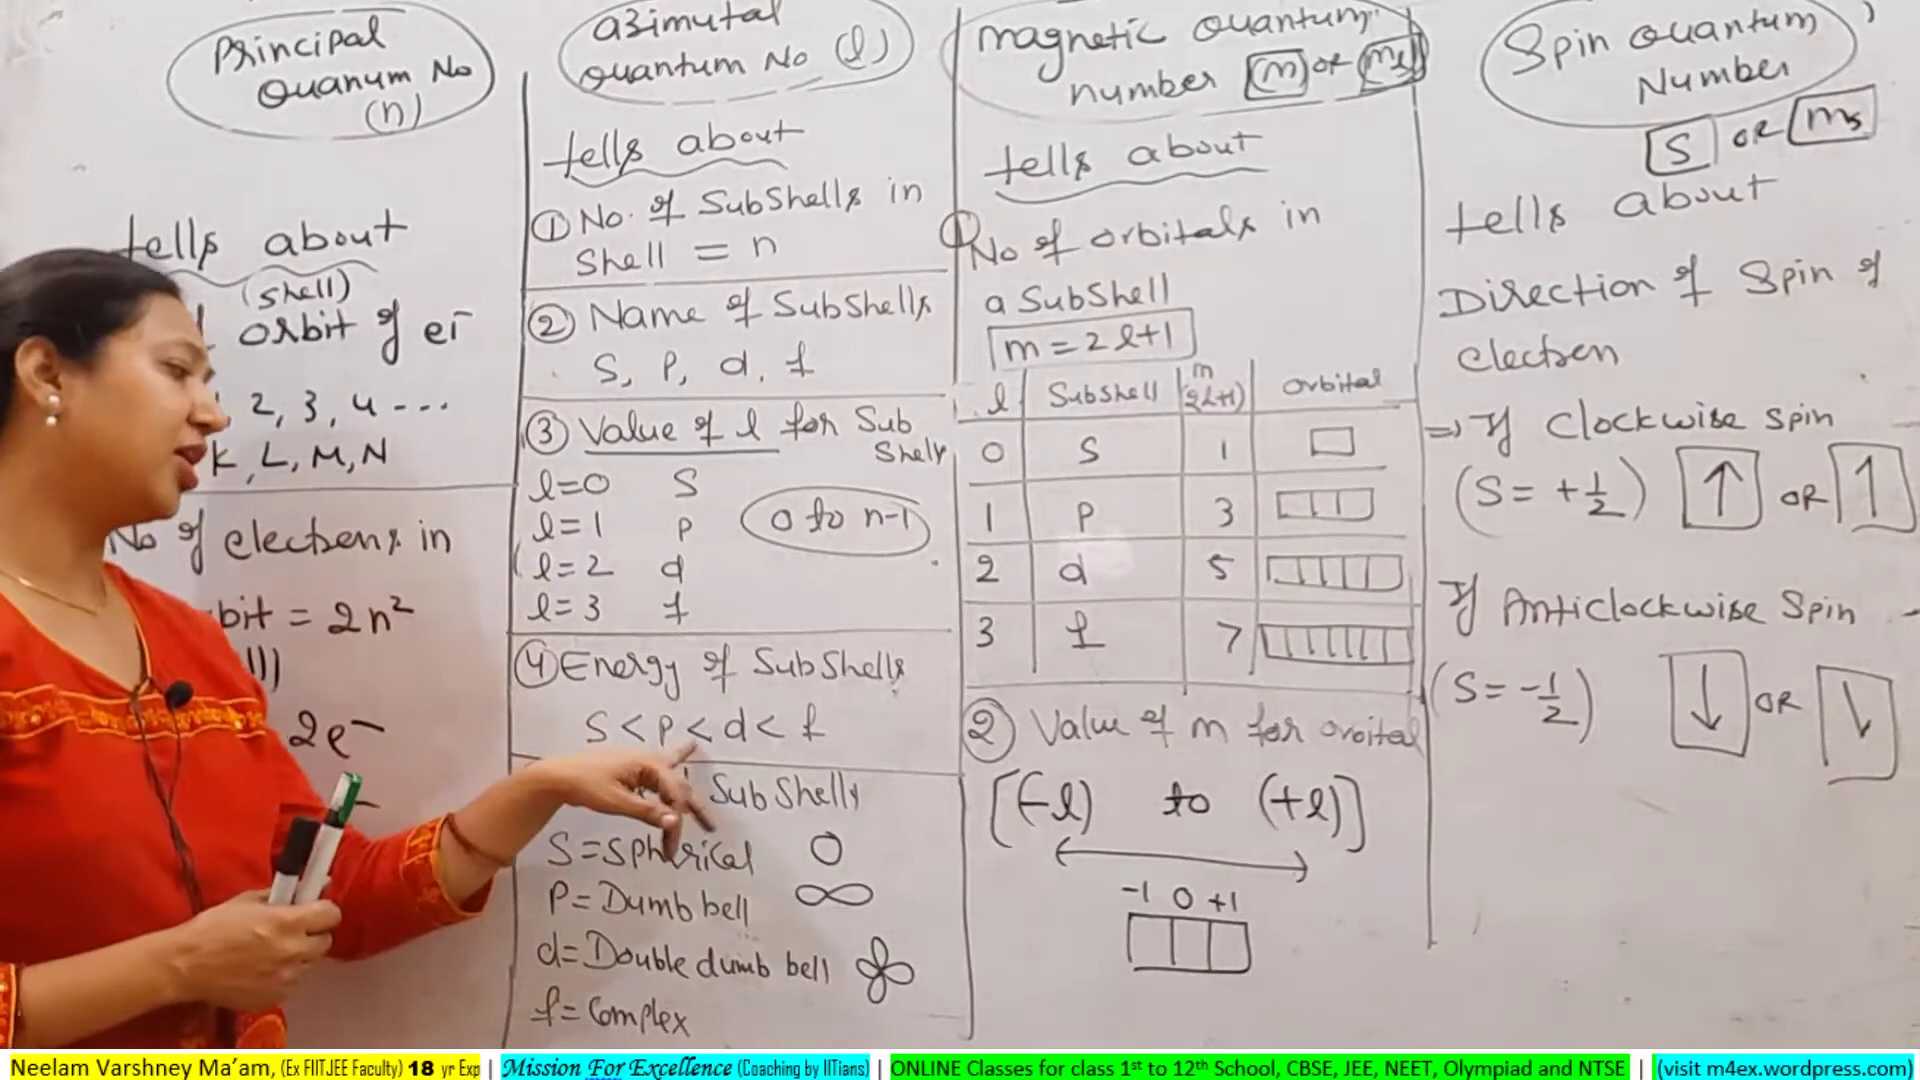 Principal
Quanum No
(n)
tells about
(shell)
orbit of e-
2, 3, 4 ---
K, L, M, N
No of electrons in
bit = 2n²
2e-
azimutal
Quantum No (l)
tells about
① No. of SubShells in
Shell = n
② Name of SubShells
S, P, d, f
③ Value of l for Sub
Shells
l=0 S
l=1 p
l=2 d
l=3 f
0 to n-1
④ Energy of SubShells
S < P < d < f
SubShells
S = Spherical
P = Dumb bell
d = Double dumb bell
f = Complex
magnetic Quantum
number m or ml
tells about
① No of orbitals in
a SubShell
m = 2l+1
l SubShell m (2l+1) orbital
0 S 1
1 P 3
2 d 5
3 f 7
② Value of m for orbital
[(-l) to (+l)]
-1 0 +1
Spin Quantum
Number
S OR ms
tells about
Direction of Spin of
electron
⇒ If Clockwise Spin
(S = +1/2) ↑ OR ↿
If Anticlockwise Spin
(S = -1/2) ↓ OR ⇃
Neelam Varshney Ma'am, (Ex FIITJEE Faculty) 18 yr Exp | Mission For Excellence (Coaching by IITians) | ONLINE Classes for class 1st to 12th School, CBSE, JEE, NEET, Olympiad and NTSE | (visit m4ex.wordpress.com)